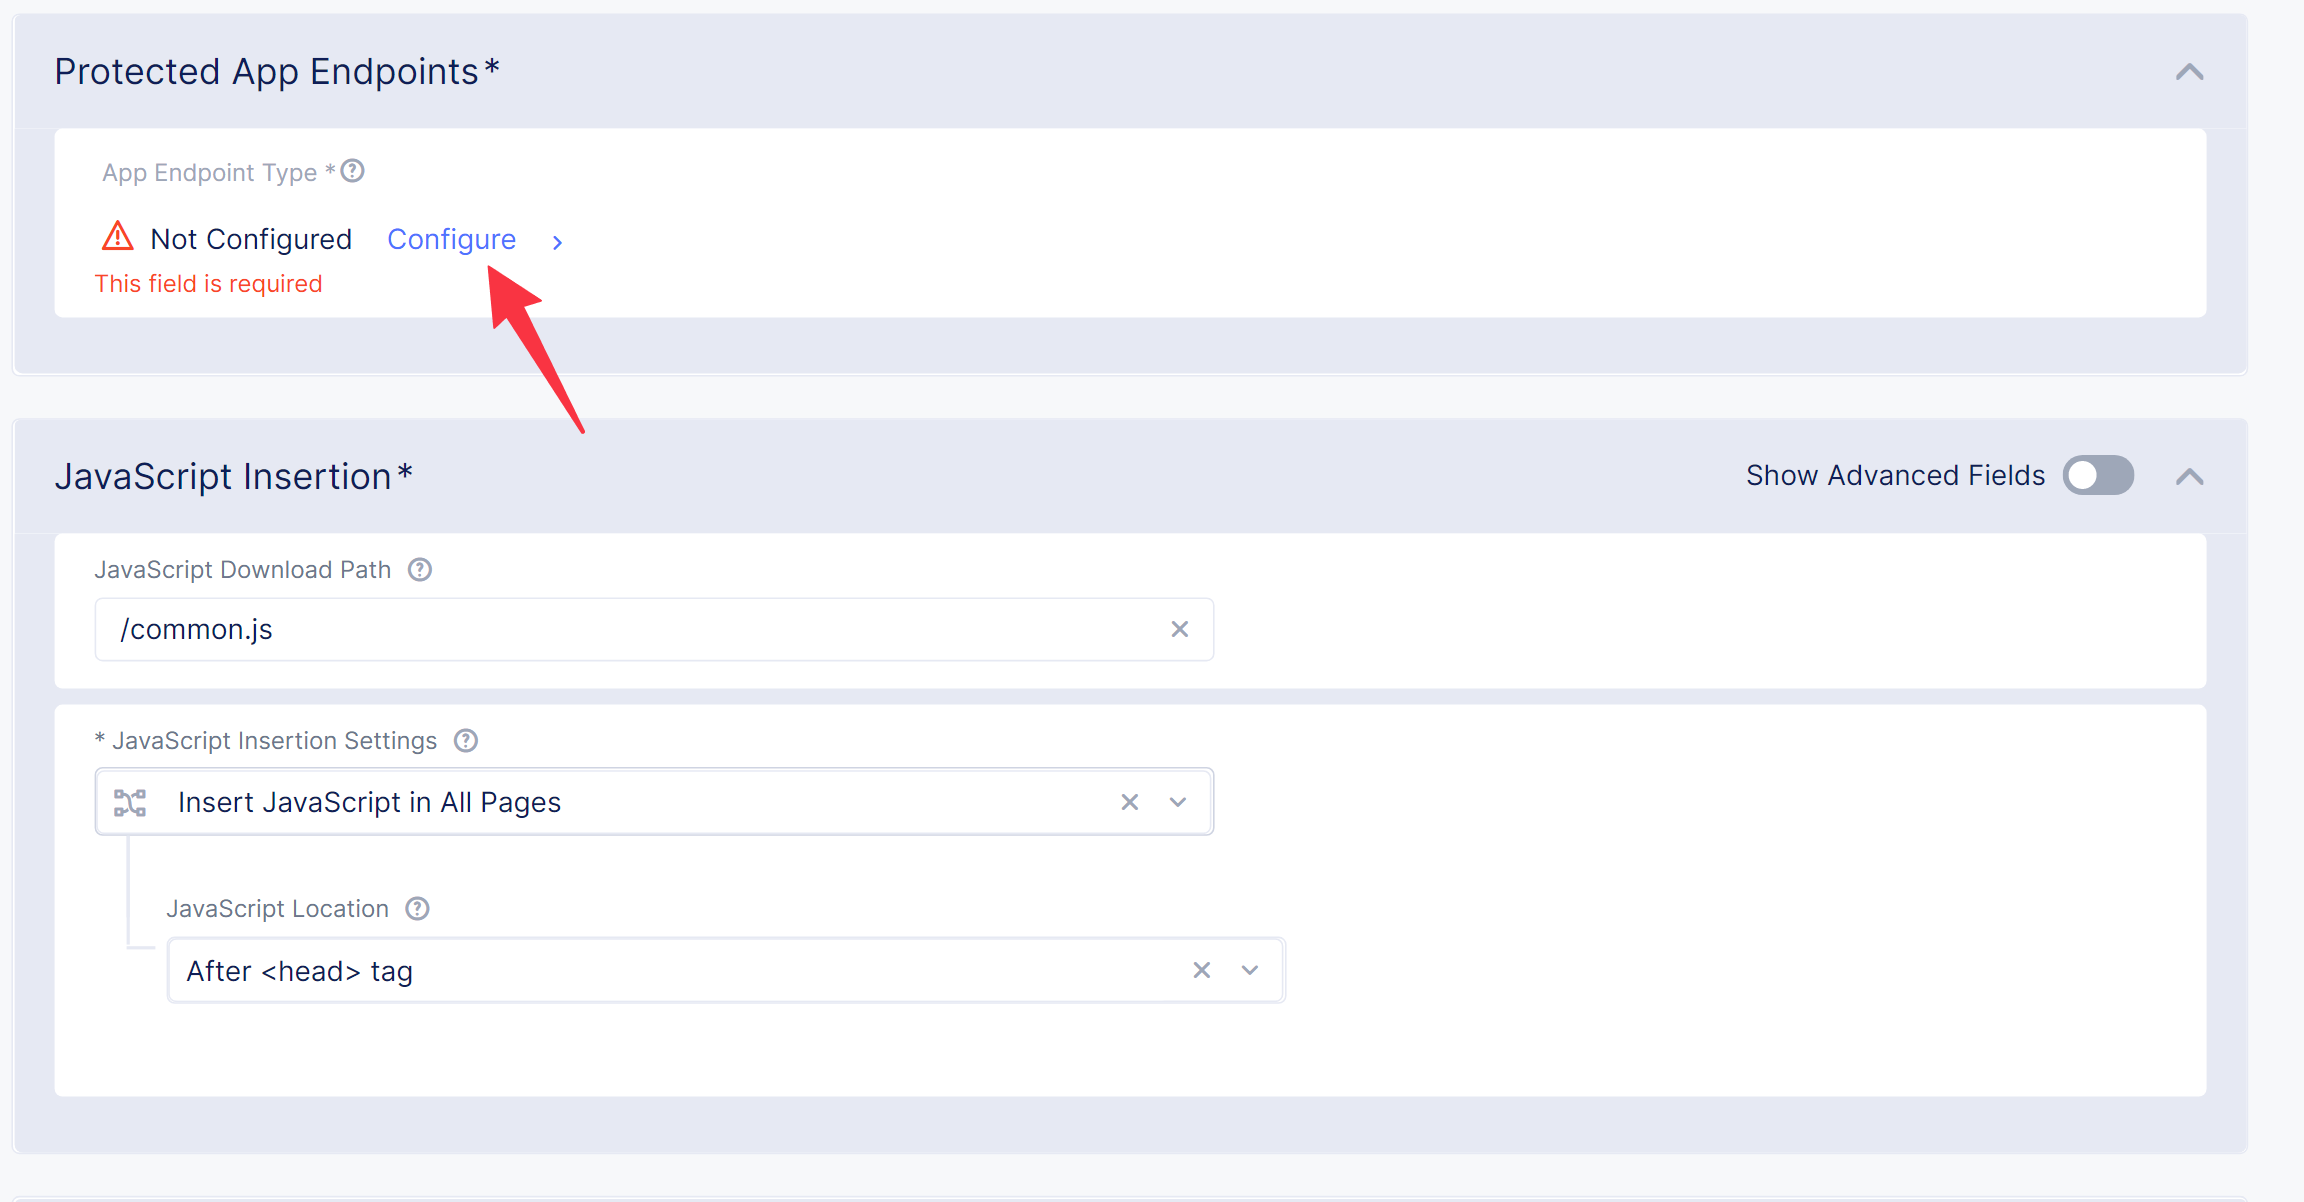 Protected App Endpoints*
App Endpoint Type *
Not Configured Configure
This field is required
JavaScript Insertion* Show Advanced Fields
JavaScript Download Path
/common.js
* JavaScript Insertion Settings
Insert JavaScript in All Pages
JavaScript Location
After <head> tag